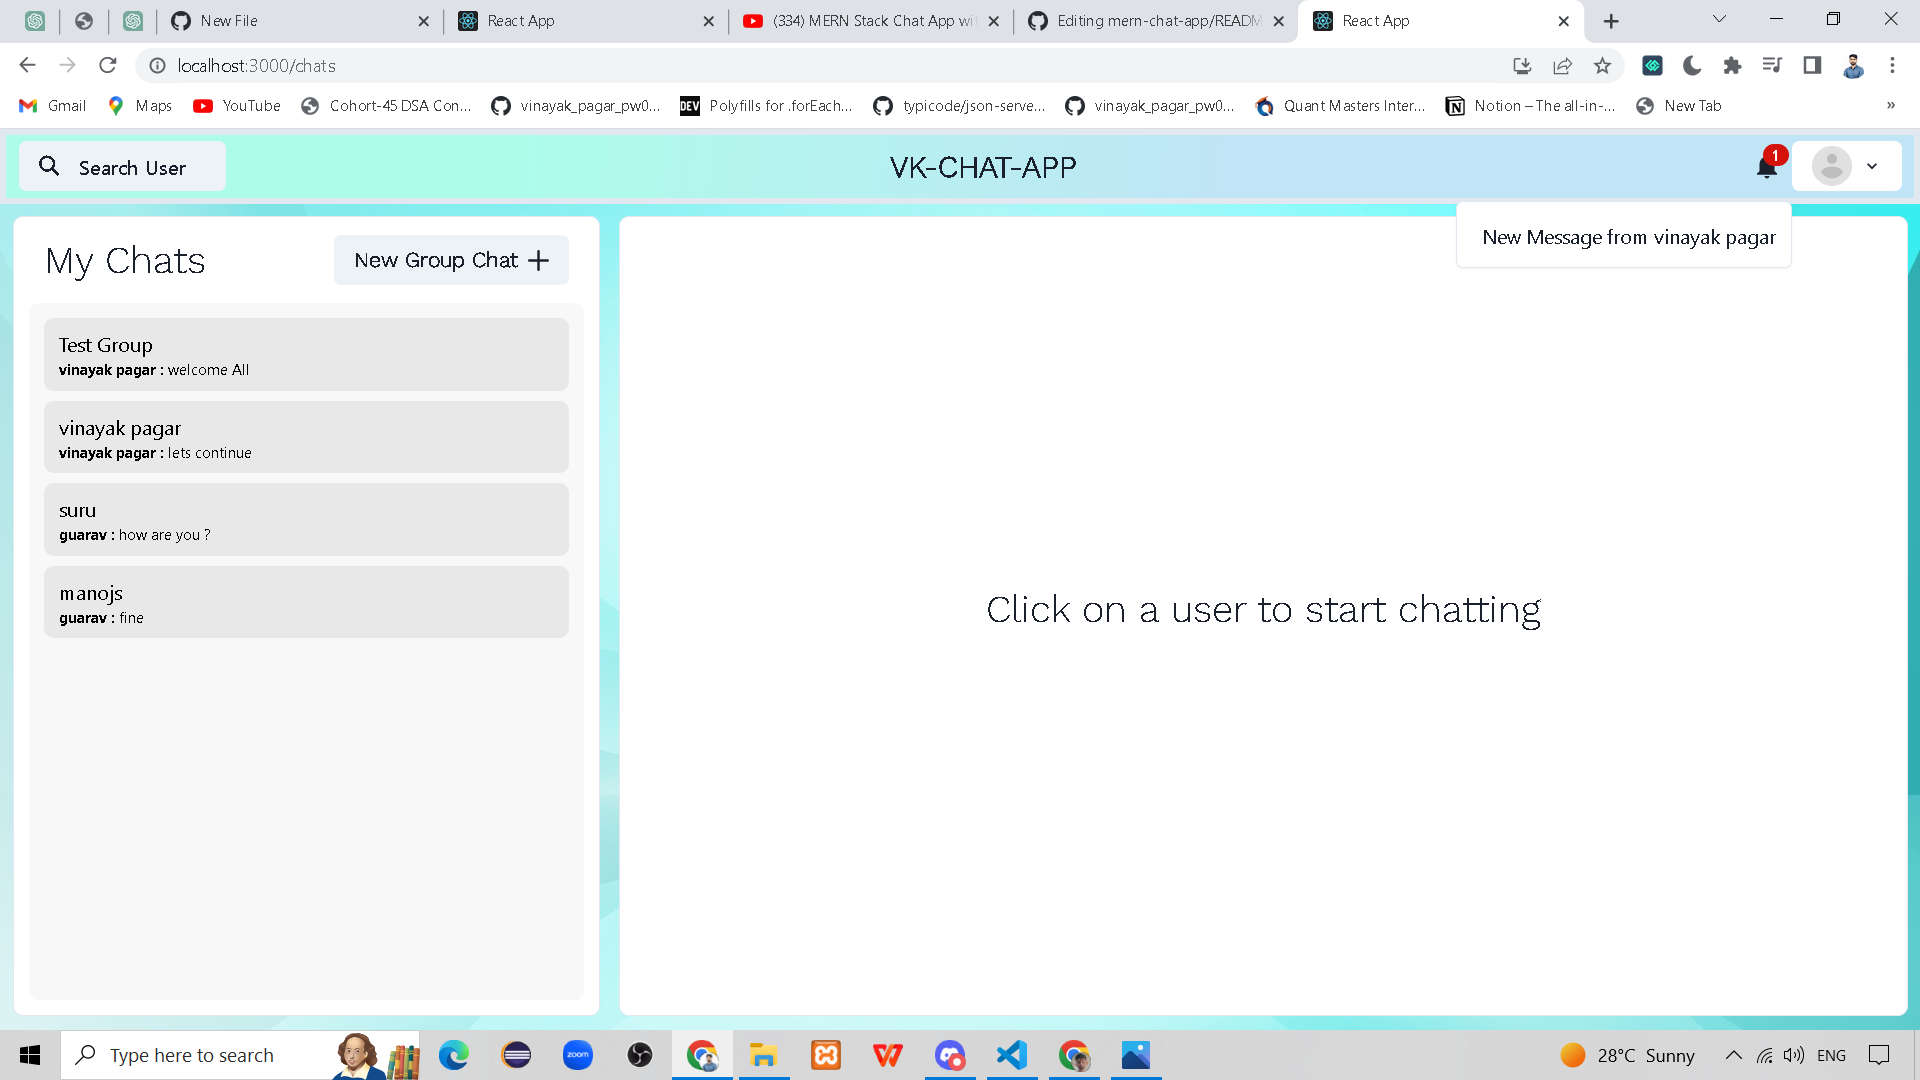 New File
React App
(334) MERN Stack Chat App wi
Editing mern-chat-app/READM
React App
localhost:3000/chats
Gmail
Maps
YouTube
Cohort-45 DSA Con...
vinayak_pagar_pw0...
DEV
Polyfills for .forEach...
typicode/json-serve...
vinayak_pagar_pw0...
Quant Masters Inter...
Notion – The all-in-...
New Tab
»
Search User
VK-CHAT-APP
1
New Message from vinayak pagar
My Chats
New Group Chat
Test Group
vinayak pagar : welcome All
vinayak pagar
vinayak pagar : lets continue
suru
guarav : how are you ?
manojs
guarav : fine
Click on a user to start chatting
Type here to search
zoom
28°C Sunny
ENG